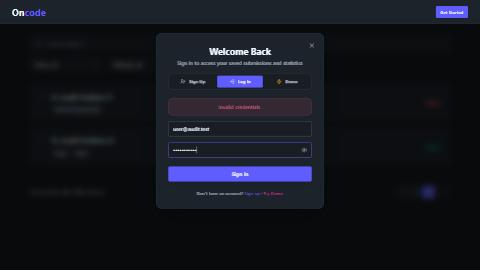 Oncode
Get Started
Welcome Back
Sign in to access your saved submissions and statistics
Sign Up
Log In
Demo
Invalid credentials
user@audit.test
Sign In
Don't have an account? Sign up • Try Demo